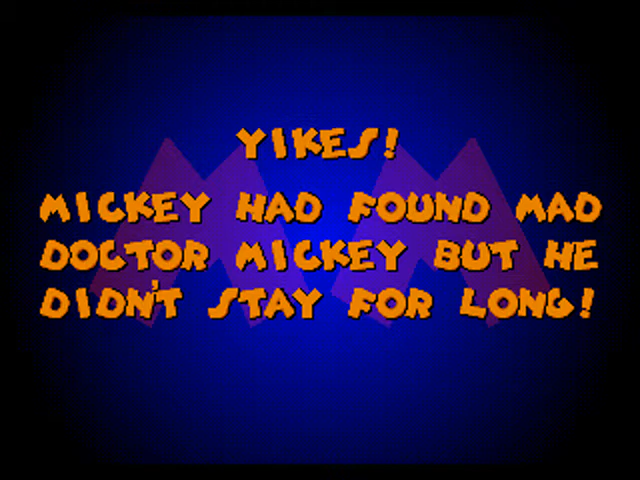 YIKES!
MICKEY HAD FOUND MAD
DOCTOR MICKEY BUT HE
DIDN'T STAY FOR LONG!